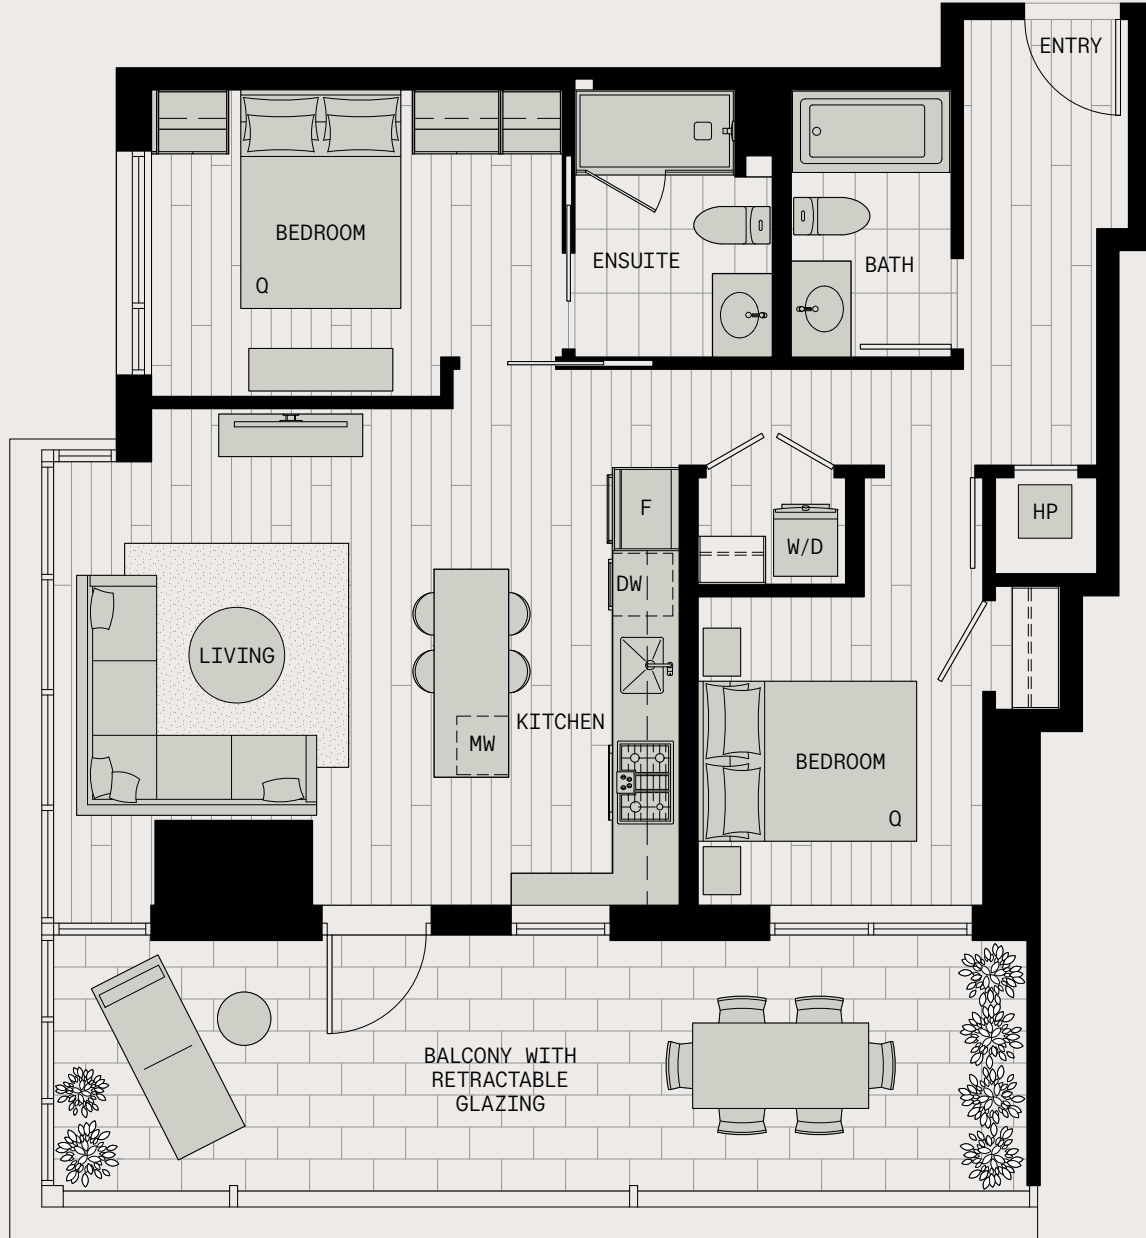 ENTRY
BEDROOM
ENSUITE
BATH
Q
F
HP
W/D
DW
LIVING
KITCHEN
MW
BEDROOM
Q
BALCONY WITH
RETRACTABLE
GLAZING